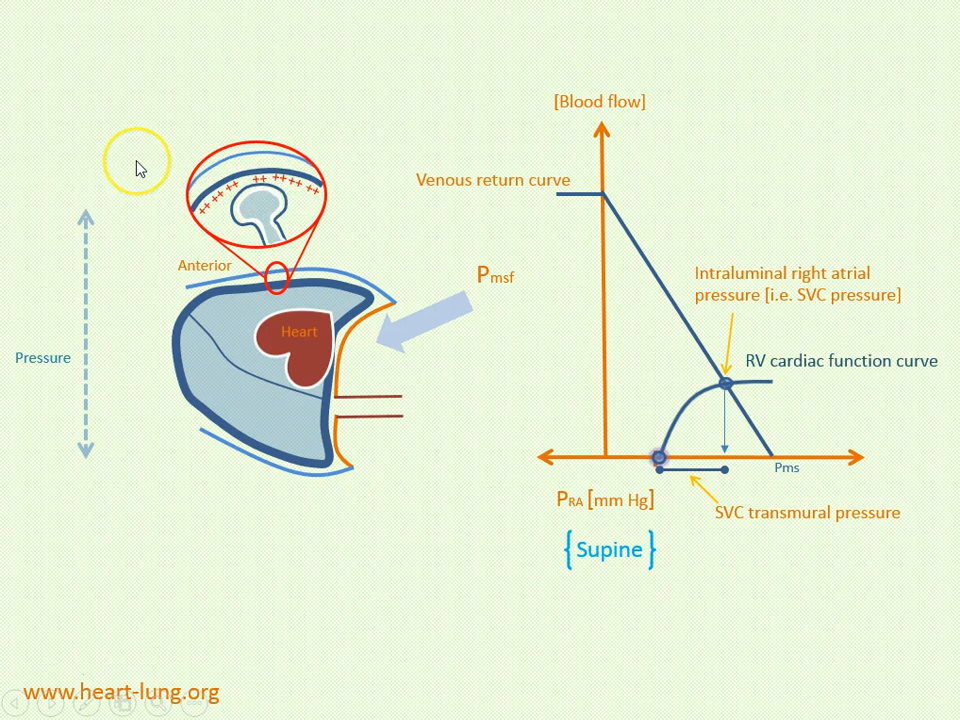 [Blood flow]
Venous return curve
Anterior
Pmsf
Intraluminal right atrial
pressure [i.e. SVC pressure]
Heart
Pressure
RV cardiac function curve
Pms
PRA [mm Hg]
SVC transmural pressure
{Supine}
www.heart-lung.org